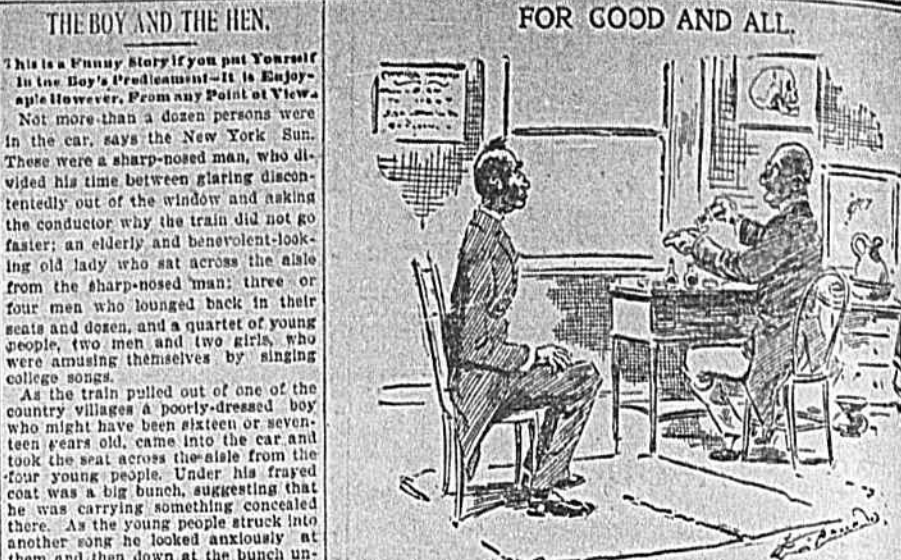 THE BOY AND THE HEN.
This is a Funny Story if you put Yourself
in tne Boy's Predicament—It is Enjoy-
aple However, From any Point of View.
Not more than a dozen persons were
in the car, says the New York Sun.
These were a sharp-nosed man, who di-
vided his time between glaring discon-
tentedly out of the window and asking
the conductor why the train did not go
faster; an elderly and benevolent-look-
ing old lady who sat across the aisle
from the sharp-nosed man; three or
four men who lounged back in their
seats and dozen, and a quartet of young
people, two men and two girls, who
were amusing themselves by singing
college songs.
As the train pulled out of one of the
country villages a poorly-dressed boy
who might have been sixteen or seven-
teen years old, came into the car and
took the seat across the aisle from the
four young people. Under his frayed
coat was a big bunch, suggesting that
he was carrying something concealed
there. As the young people struck into
another song he looked anxiously at
them and then down at the bunch un-
FOR GOOD AND ALL.